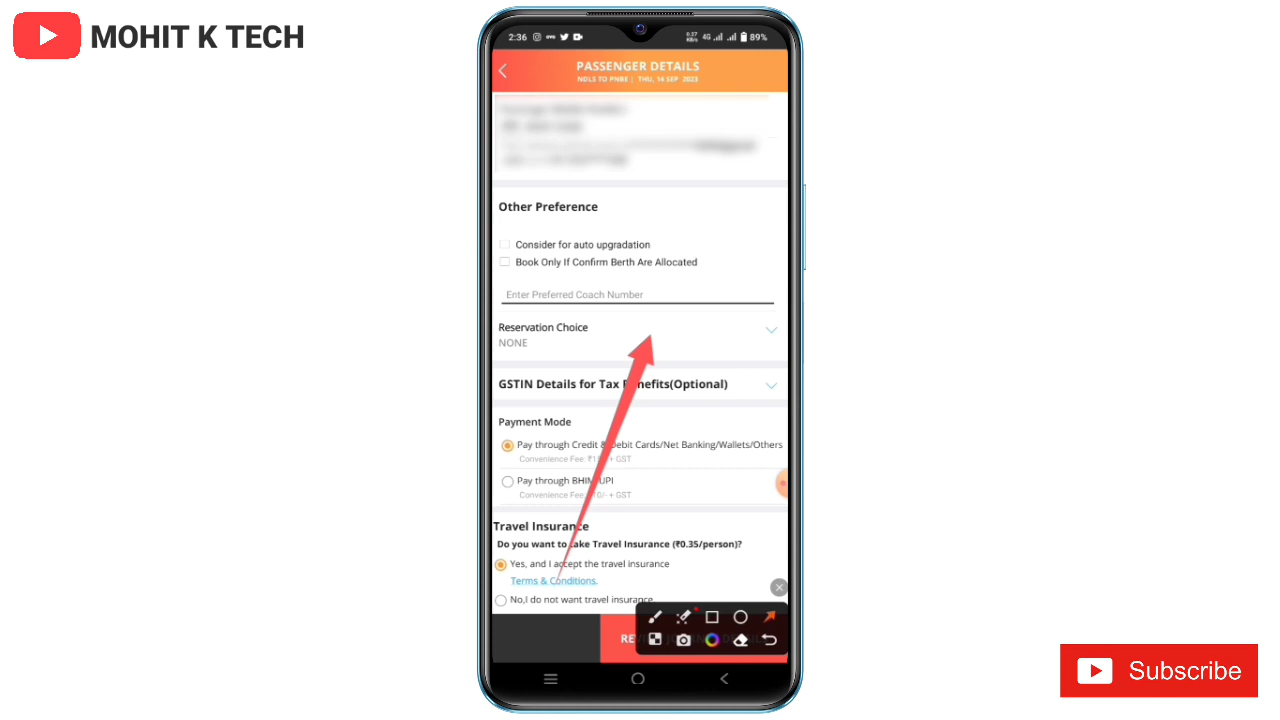 MOHIT K TECH
2:36
4G
89%
PASSENGER DETAILS
NDLS TO PNBE | THU, 14 SEP 2023
Other Preference
Consider for auto upgradation
Book Only If Confirm Berth Are Allocated
Enter Preferred Coach Number
Reservation Choice
NONE
GSTIN Details for Tax Benefits(Optional)
Payment Mode
Pay through Credit & Debit Cards/Net Banking/Wallets/Others
Convenience Fee: + GST
Pay through BHIM/UPI
Convenience Fee: + GST
Travel Insurance
Do you want to take Travel Insurance (₹0.35/person)?
Yes, and I accept the travel insurance
Terms & Conditions.
No,I do not want travel insurance
Subscribe